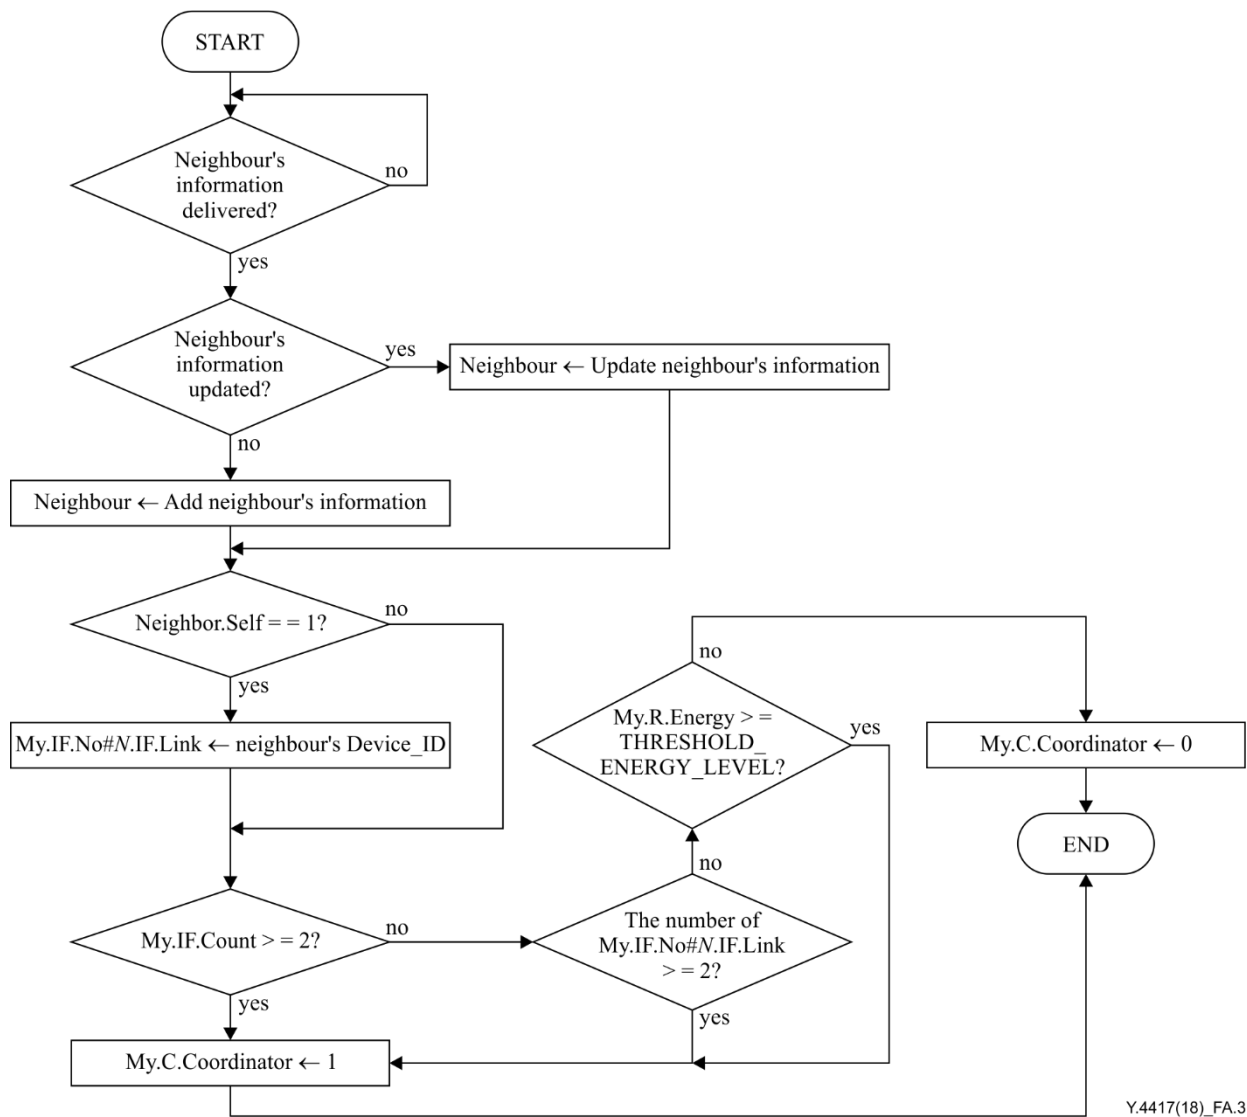 START
Neighbour's
information
delivered?
no
yes
Neighbour's
information
updated?
yes
Neighbour ← Update neighbour's information
no
Neighbour ← Add neighbour's information
Neighbor.Self = = 1?
no
yes
My.IF.No#N.IF.Link ← neighbour's Device_ID
no
My.R.Energy > =
THRESHOLD_
ENERGY_LEVEL?
yes
My.C.Coordinator ← 0
END
no
My.IF.Count > = 2?
no
The number of
My.IF.No#N.IF.Link
> = 2?
yes
yes
My.C.Coordinator ← 1
Y.4417(18)_FA.3